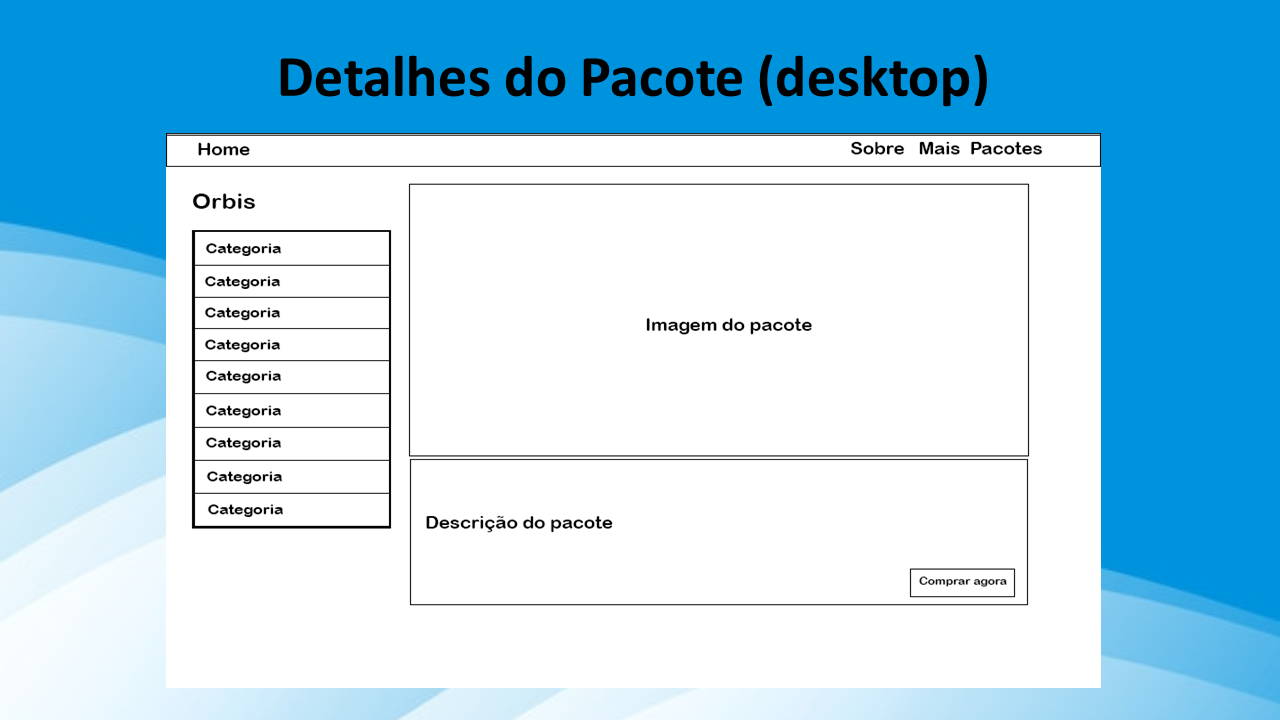 Detalhes do Pacote (desktop)
Home Sobre Mais Pacotes
Orbis
Categoria
Categoria
Categoria
Categoria
Categoria
Categoria
Categoria
Categoria
Categoria
Imagem do pacote
Descrição do pacote
Comprar agora